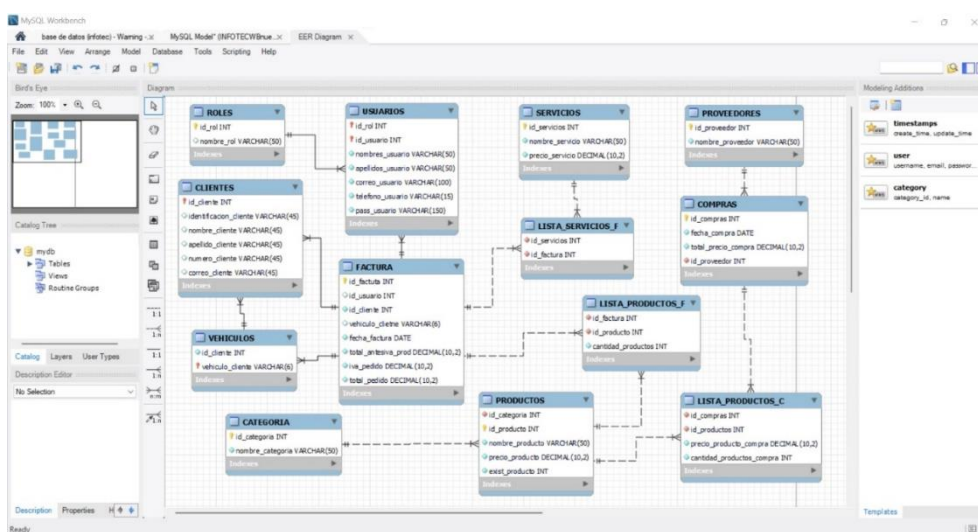 MySQL Workbench
base de datos (infotec) - Warning - x
MySQL Model* (INFOTECWBnue... x
EER Diagram x
File Edit View Arrange Model Database Tools Scripting Help
Bird's Eye
Zoom: 100%
Catalog Tree
mydb
Tables
Views
Routine Groups
Catalog Layers User Types
Description Editor
No Selection
Description Properties H
Ready
Diagram
1:1
1:n
1:1
1:n
n:m
1:n
ROLES
id_rol INT
nombre_rol VARCHAR(50)
Indexes
USUARIOS
id_rol INT
id_usuario INT
nombres_usuario VARCHAR(50)
apellidos_usuario VARCHAR(50)
correo_usuario VARCHAR(100)
telefono_usuario VARCHAR(15)
pass_usuario VARCHAR(150)
Indexes
SERVICIOS
id_servicios INT
nombre_servicio VARCHAR(50)
precio_servicio DECIMAL (10,2)
Indexes
PROVEEDORES
id_proveedor INT
nombre_proveedor VARCHAR(50)
Indexes
CLIENTES
id_cliente INT
identificacion_cliente VARCHAR(45)
nombre_cliente VARCHAR(45)
apellido_cliente VARCHAR(45)
numero_cliente VARCHAR(45)
correo_cliente VARCHAR(45)
Indexes
LISTA_SERVICIOS_F
id_servicios INT
id_factura INT
Indexes
COMPRAS
id_compras INT
fecha_compra DATE
total_precio_compra DECIMAL(10,2)
id_proveedor INT
Indexes
FACTURA
id_factuta INT
id_usuario INT
id_cliente INT
vehiculo_clietne VARCHAR(6)
fecha_factura DATE
total_antesiva_prod DECIMAL(10,2)
iva_pedido DECIMAL (10,2)
total_pedido DECIMAL (10,2)
Indexes
LISTA_PRODUCTOS_F
id_factura INT
id_producto INT
cantidad_productos INT
Indexes
VEHICULOS
id_cliente INT
vehiculo_cliente VARCHAR(6)
Indexes
CATEGORIA
id_categoria INT
nombre_categoria VARCHAR(50)
Indexes
PRODUCTOS
id_categoria INT
id_producto INT
nombre_producto VARCHAR(50)
precio_producto DECIMAL (10,2)
exist_producto INT
Indexes
LISTA_PRODUCTOS_C
id_compras INT
id_productos INT
precio_producto_compra DECIMAL (10,2)
cantidad_productos_compra INT
Indexes
Modeling Additions
timestamps
create_time, update_time
user
username, email, passwor...
category
category_id, name
Templates